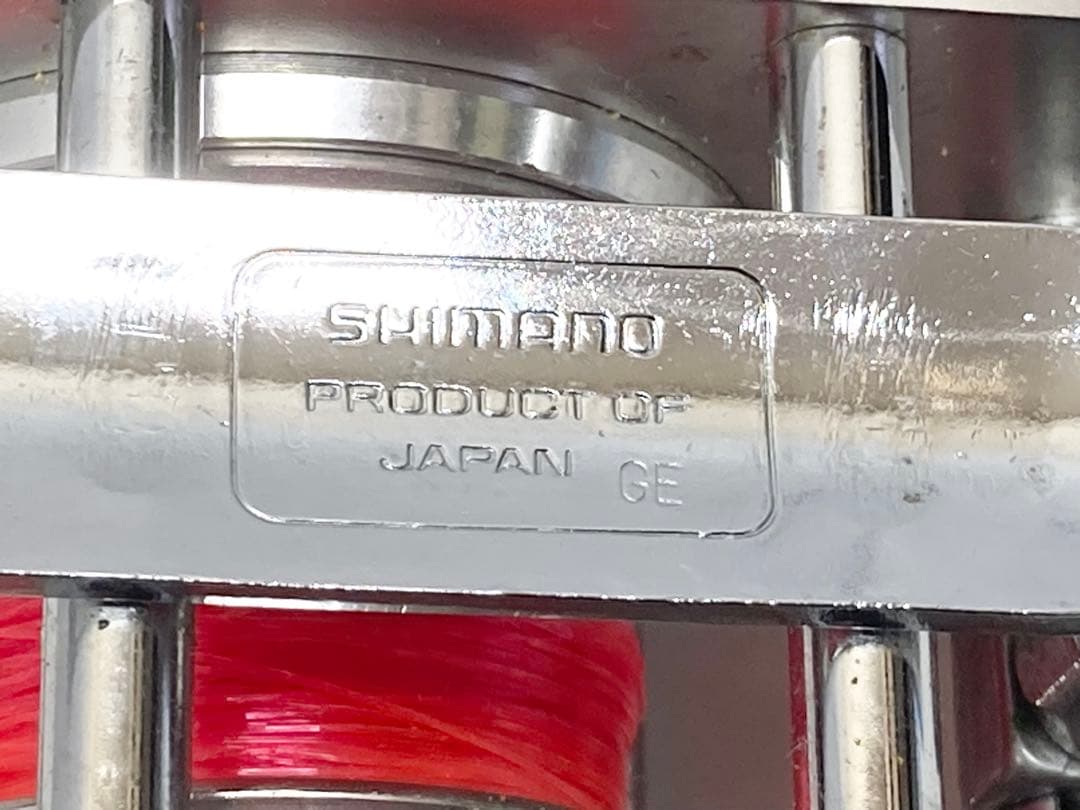 SHIMANO
PRODUCT OF
JAPAN GE